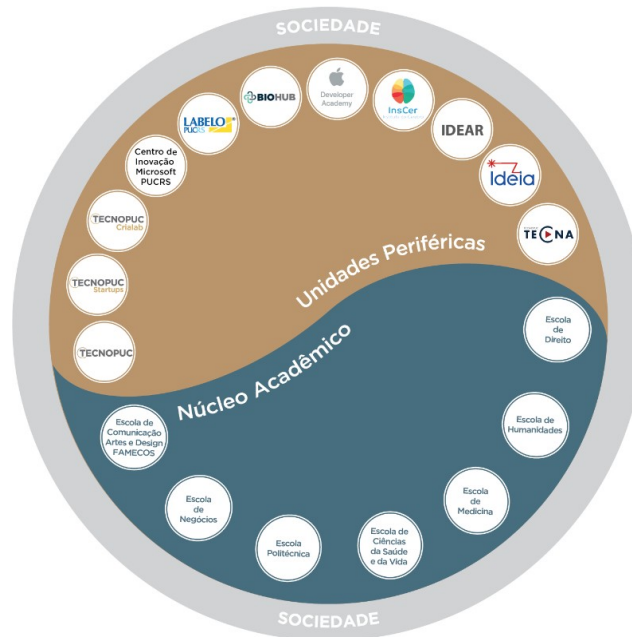 SOCIEDADE
Developer
Academy
BIOHUB
InsCer
LABELO
PUCRS
IDEAR
Centro de
Inovação
Microsoft
PUCRS
Ideia
TECNOPUC
Crialab
TECNA
Unidades Periféricas
TECNOPUC
Startups
TECNOPUC
Núcleo Acadêmico
Escola
de
Direito
Escola de
Comunicação
Artes e Design
FAMECOS
Escola de
Humanidades
Escola
de
Negócios
Escola
de
Medicina
Escola
Politécnica
Escola de
Ciências
da Saúde
e da Vida
SOCIEDADE